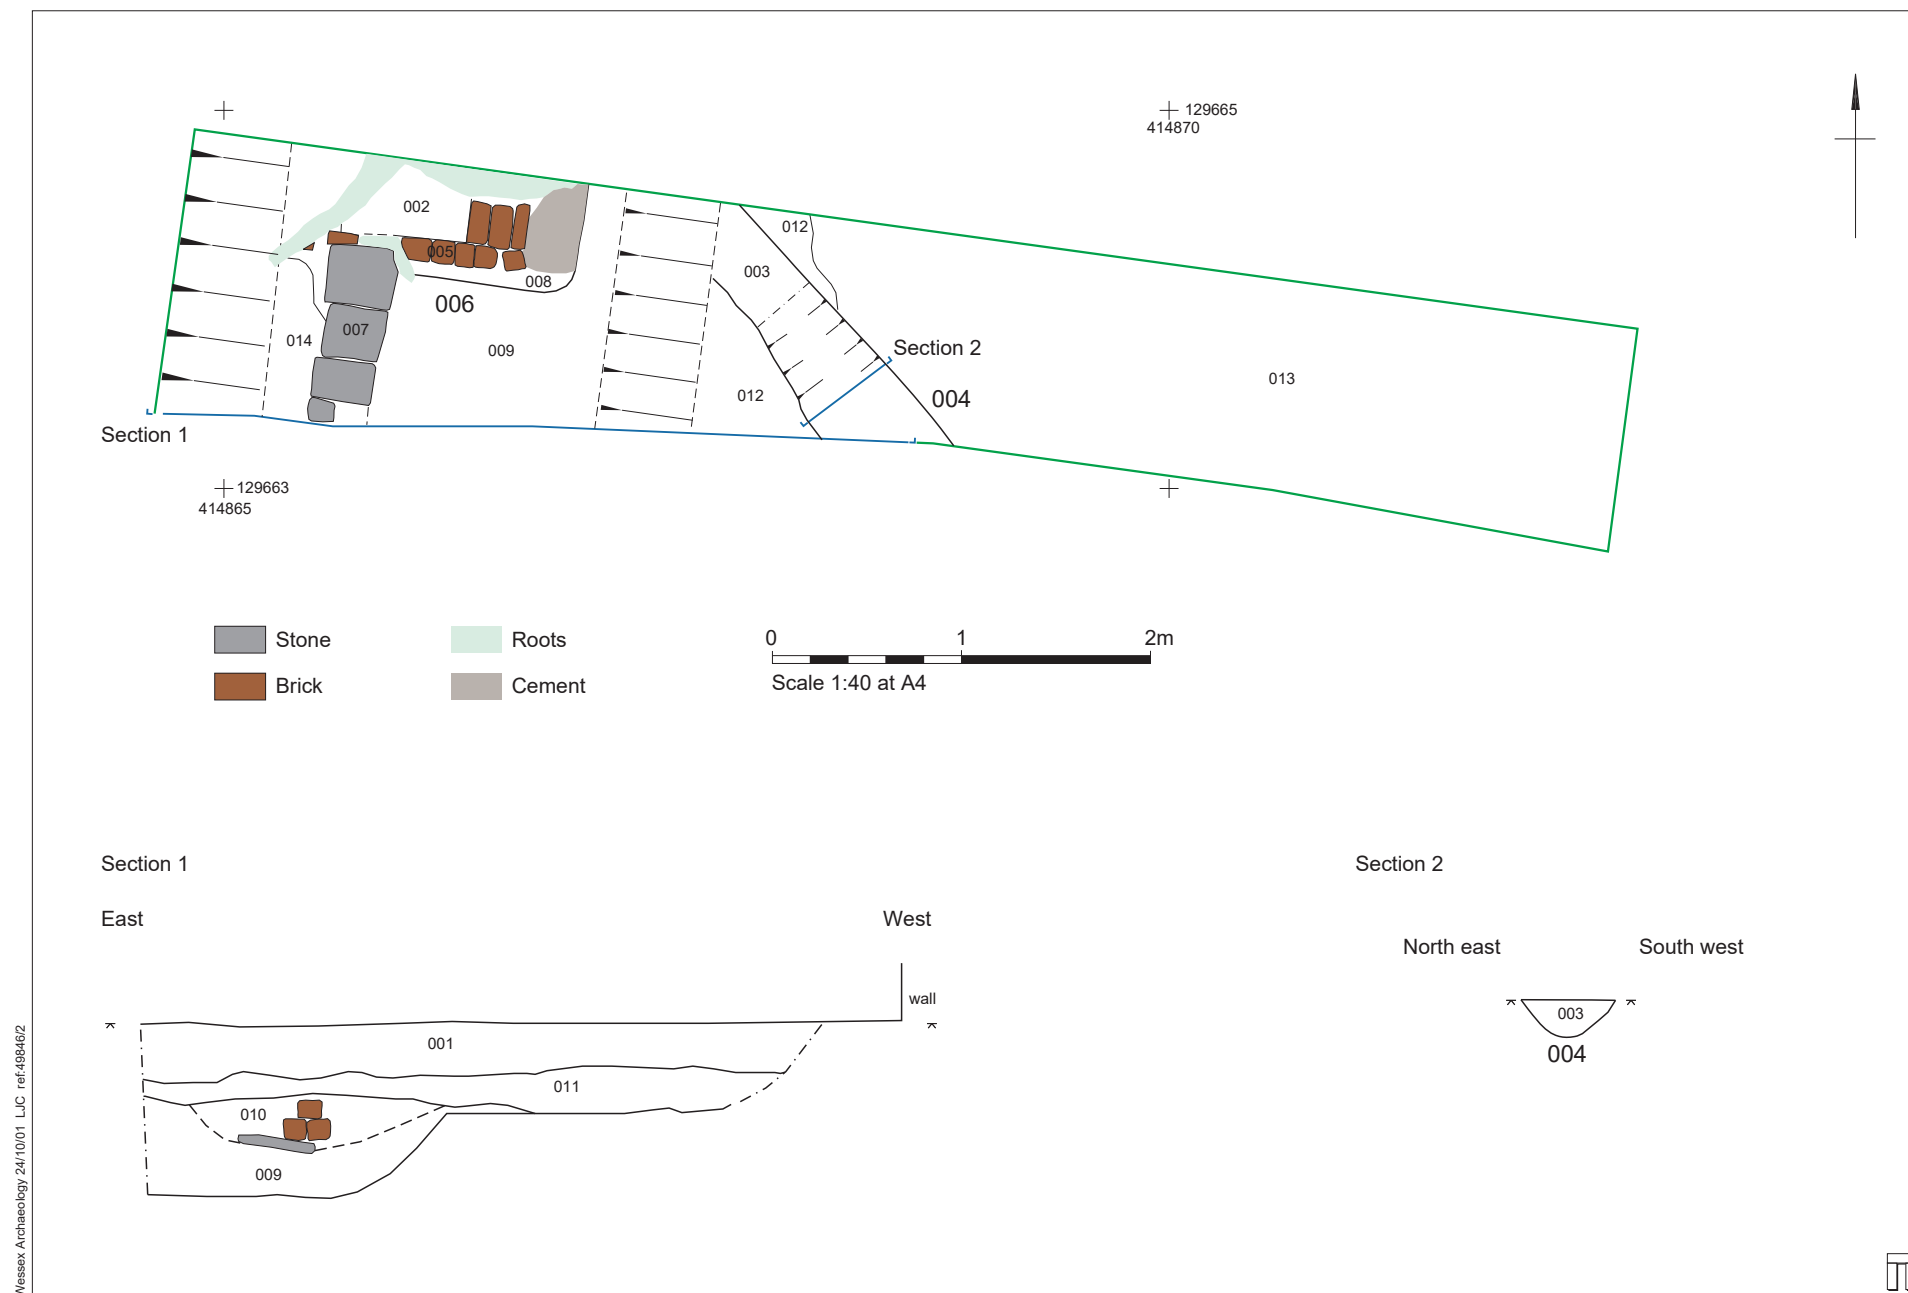 129665
414870
002
012
003
005
008
006
007
014
009
Section 2
013
012
004
Section 1
129663
414865
Stone
Roots
Brick
Cement
0 1 2m
Scale 1:40 at A4
Section 1
Section 2
East
West
North east
South west
wall
003
001
004
011
010
009
Wessex Archaeology 24/10/01 LJC ref:49846/2